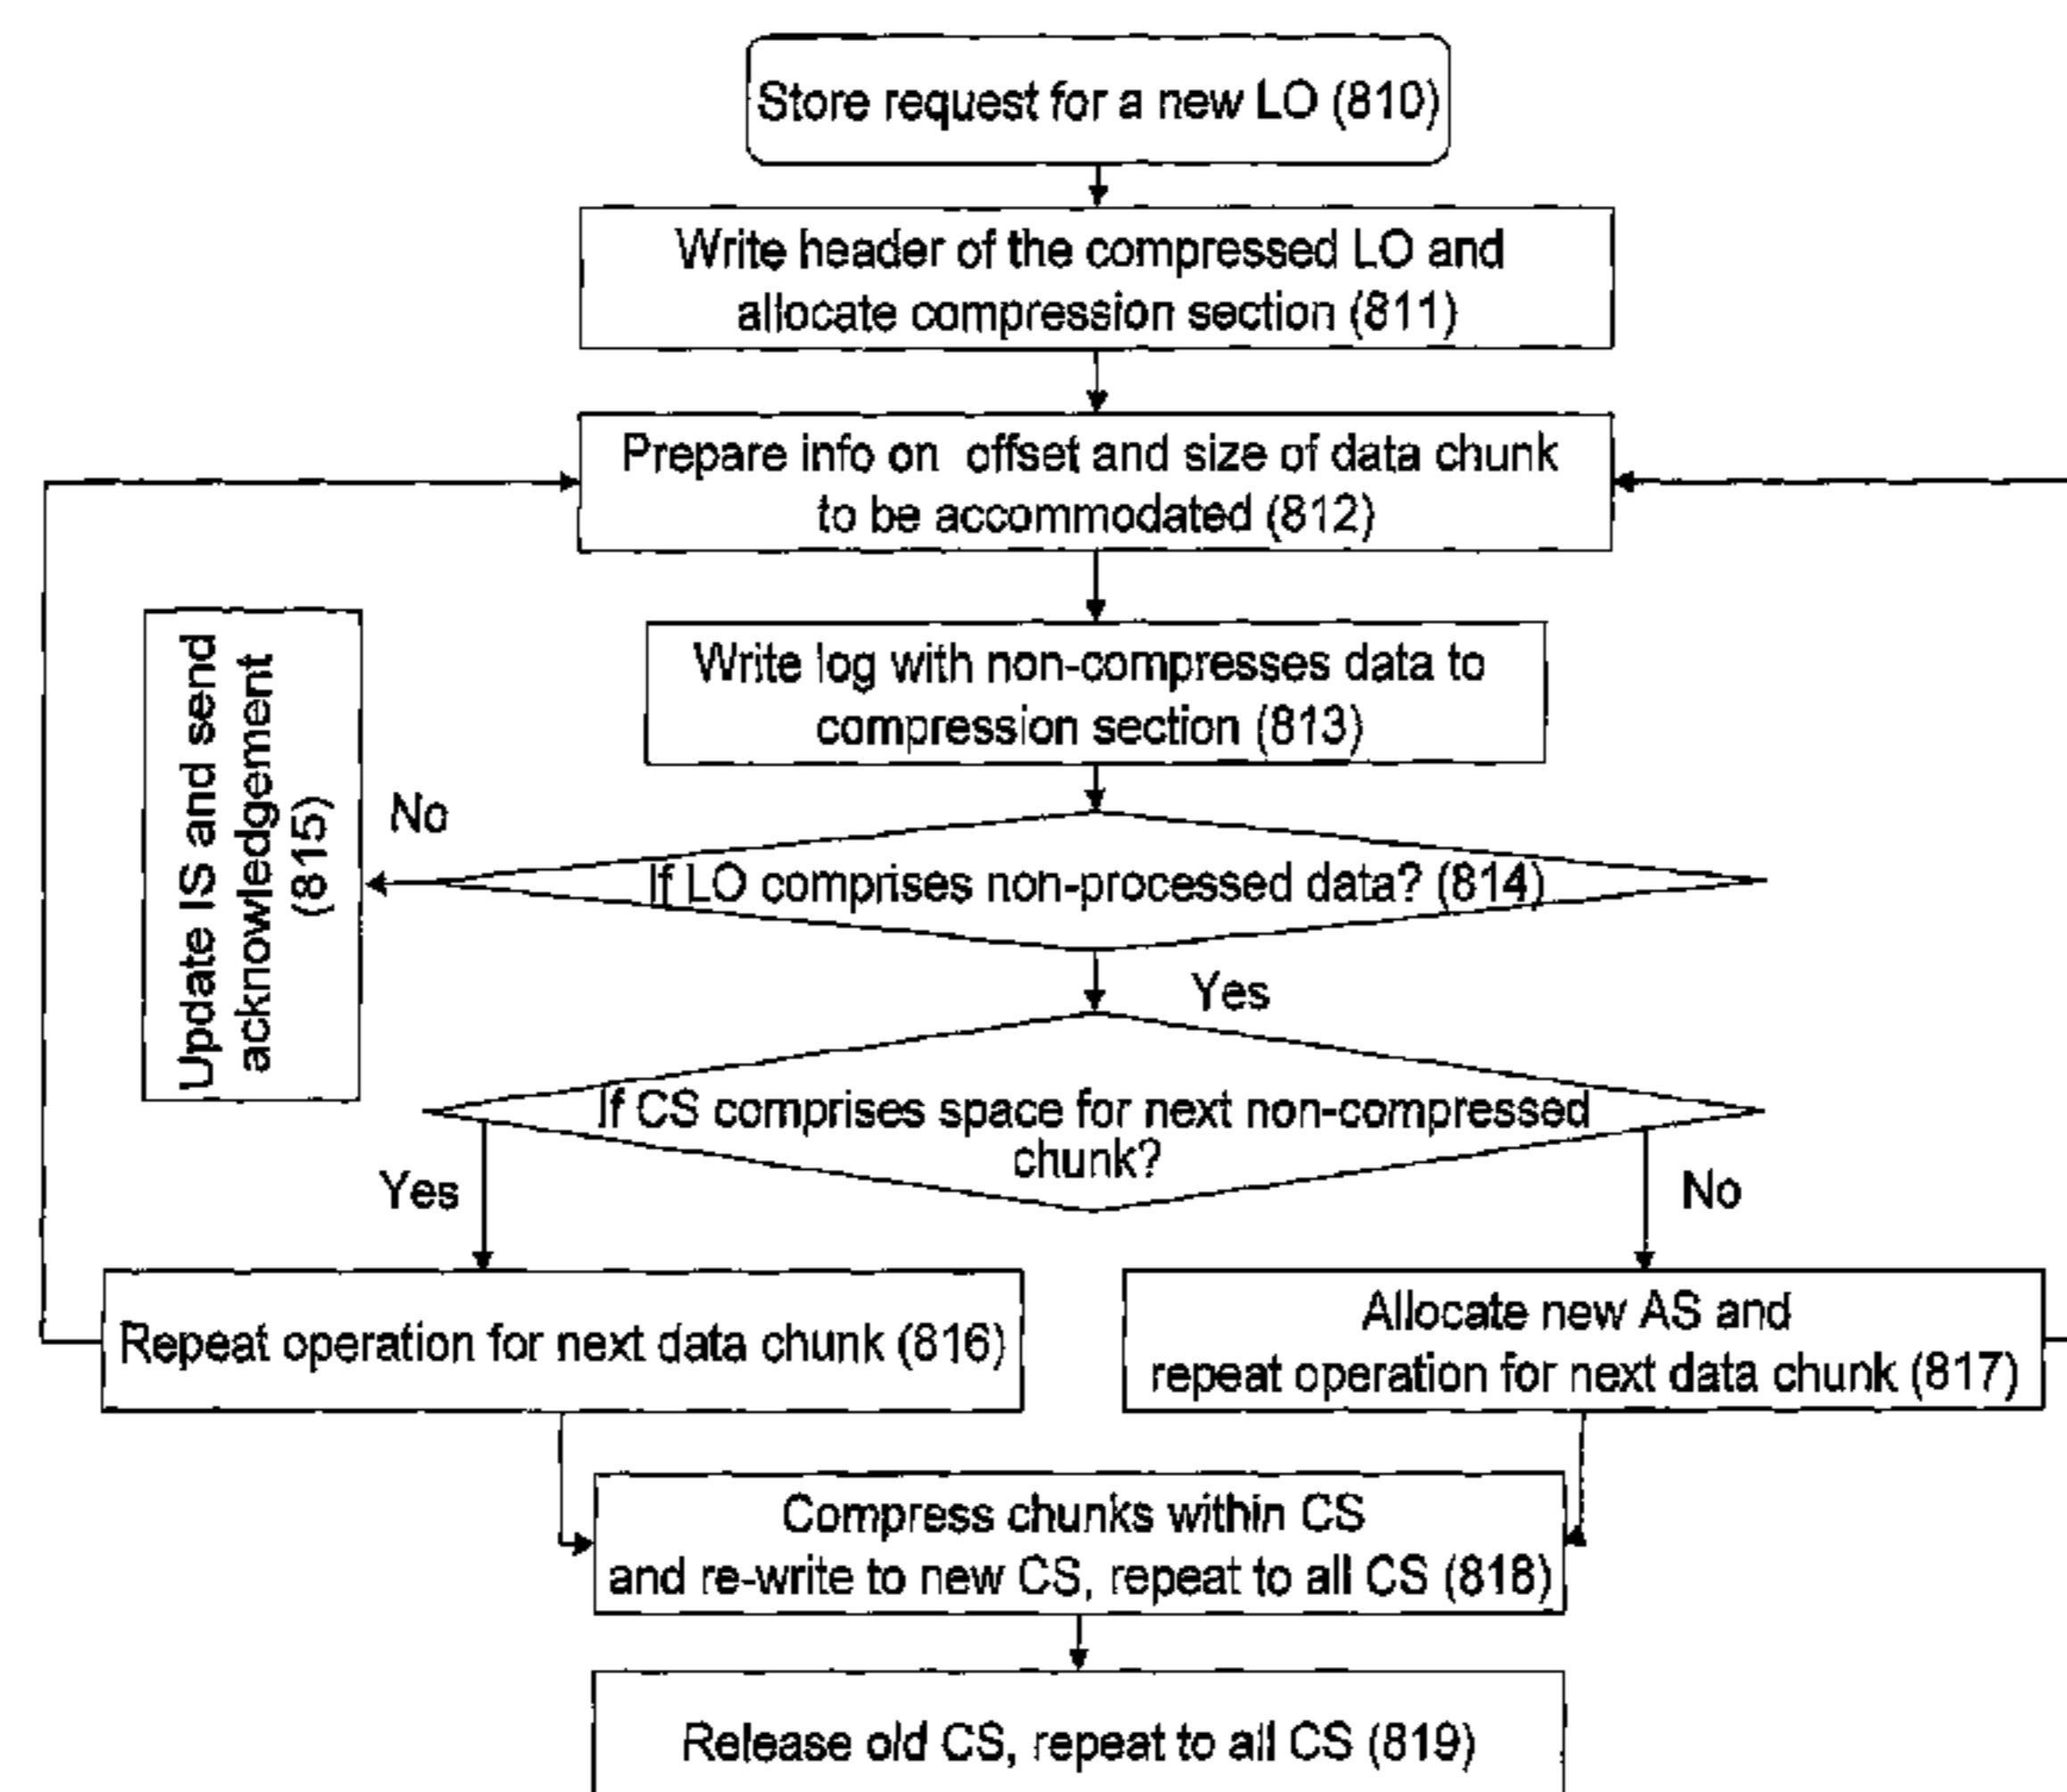 Store request for a new LO (810)
Write header of the compressed LO and
allocate compression section (811)
Prepare info on offset and size of data chunk
to be accommodated (812)
Write log with non-compresses data to
compression section (813)
Update IS and send
acknowledgement
(815)
No
If LO comprises non-processed data? (814)
Yes
If CS comprises space for next non-compressed
chunk?
Yes
No
Repeat operation for next data chunk (816)
Allocate new AS and
repeat operation for next data chunk (817)
Compress chunks within CS
and re-write to new CS, repeat to all CS (818)
Release old CS, repeat to all CS (819)